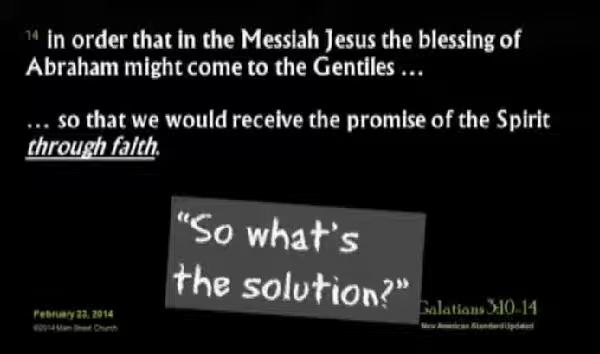 14 in order that in the Messiah Jesus the blessing of
Abraham might come to the Gentiles ...
... so that we would receive the promise of the Spirit
through faith.
"So what's
the solution?"
February 23, 2014
©2014 Main Street Church
Galatians 3:10-14
New American Standard Updated